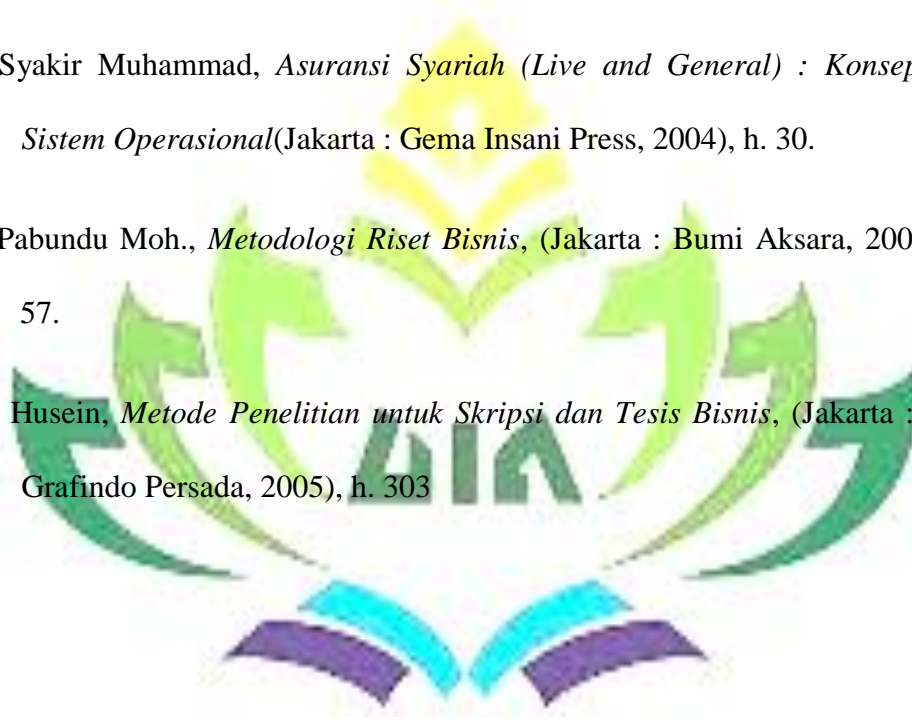 Syakir Muhammad, Asuransi Syariah (Live and General) : Konsep
Sistem Operasional(Jakarta : Gema Insani Press, 2004), h. 30.
Pabundu Moh., Metodologi Riset Bisnis, (Jakarta : Bumi Aksara, 200
57.
Husein, Metode Penelitian untuk Skripsi dan Tesis Bisnis, (Jakarta :
Grafindo Persada, 2005), h. 303